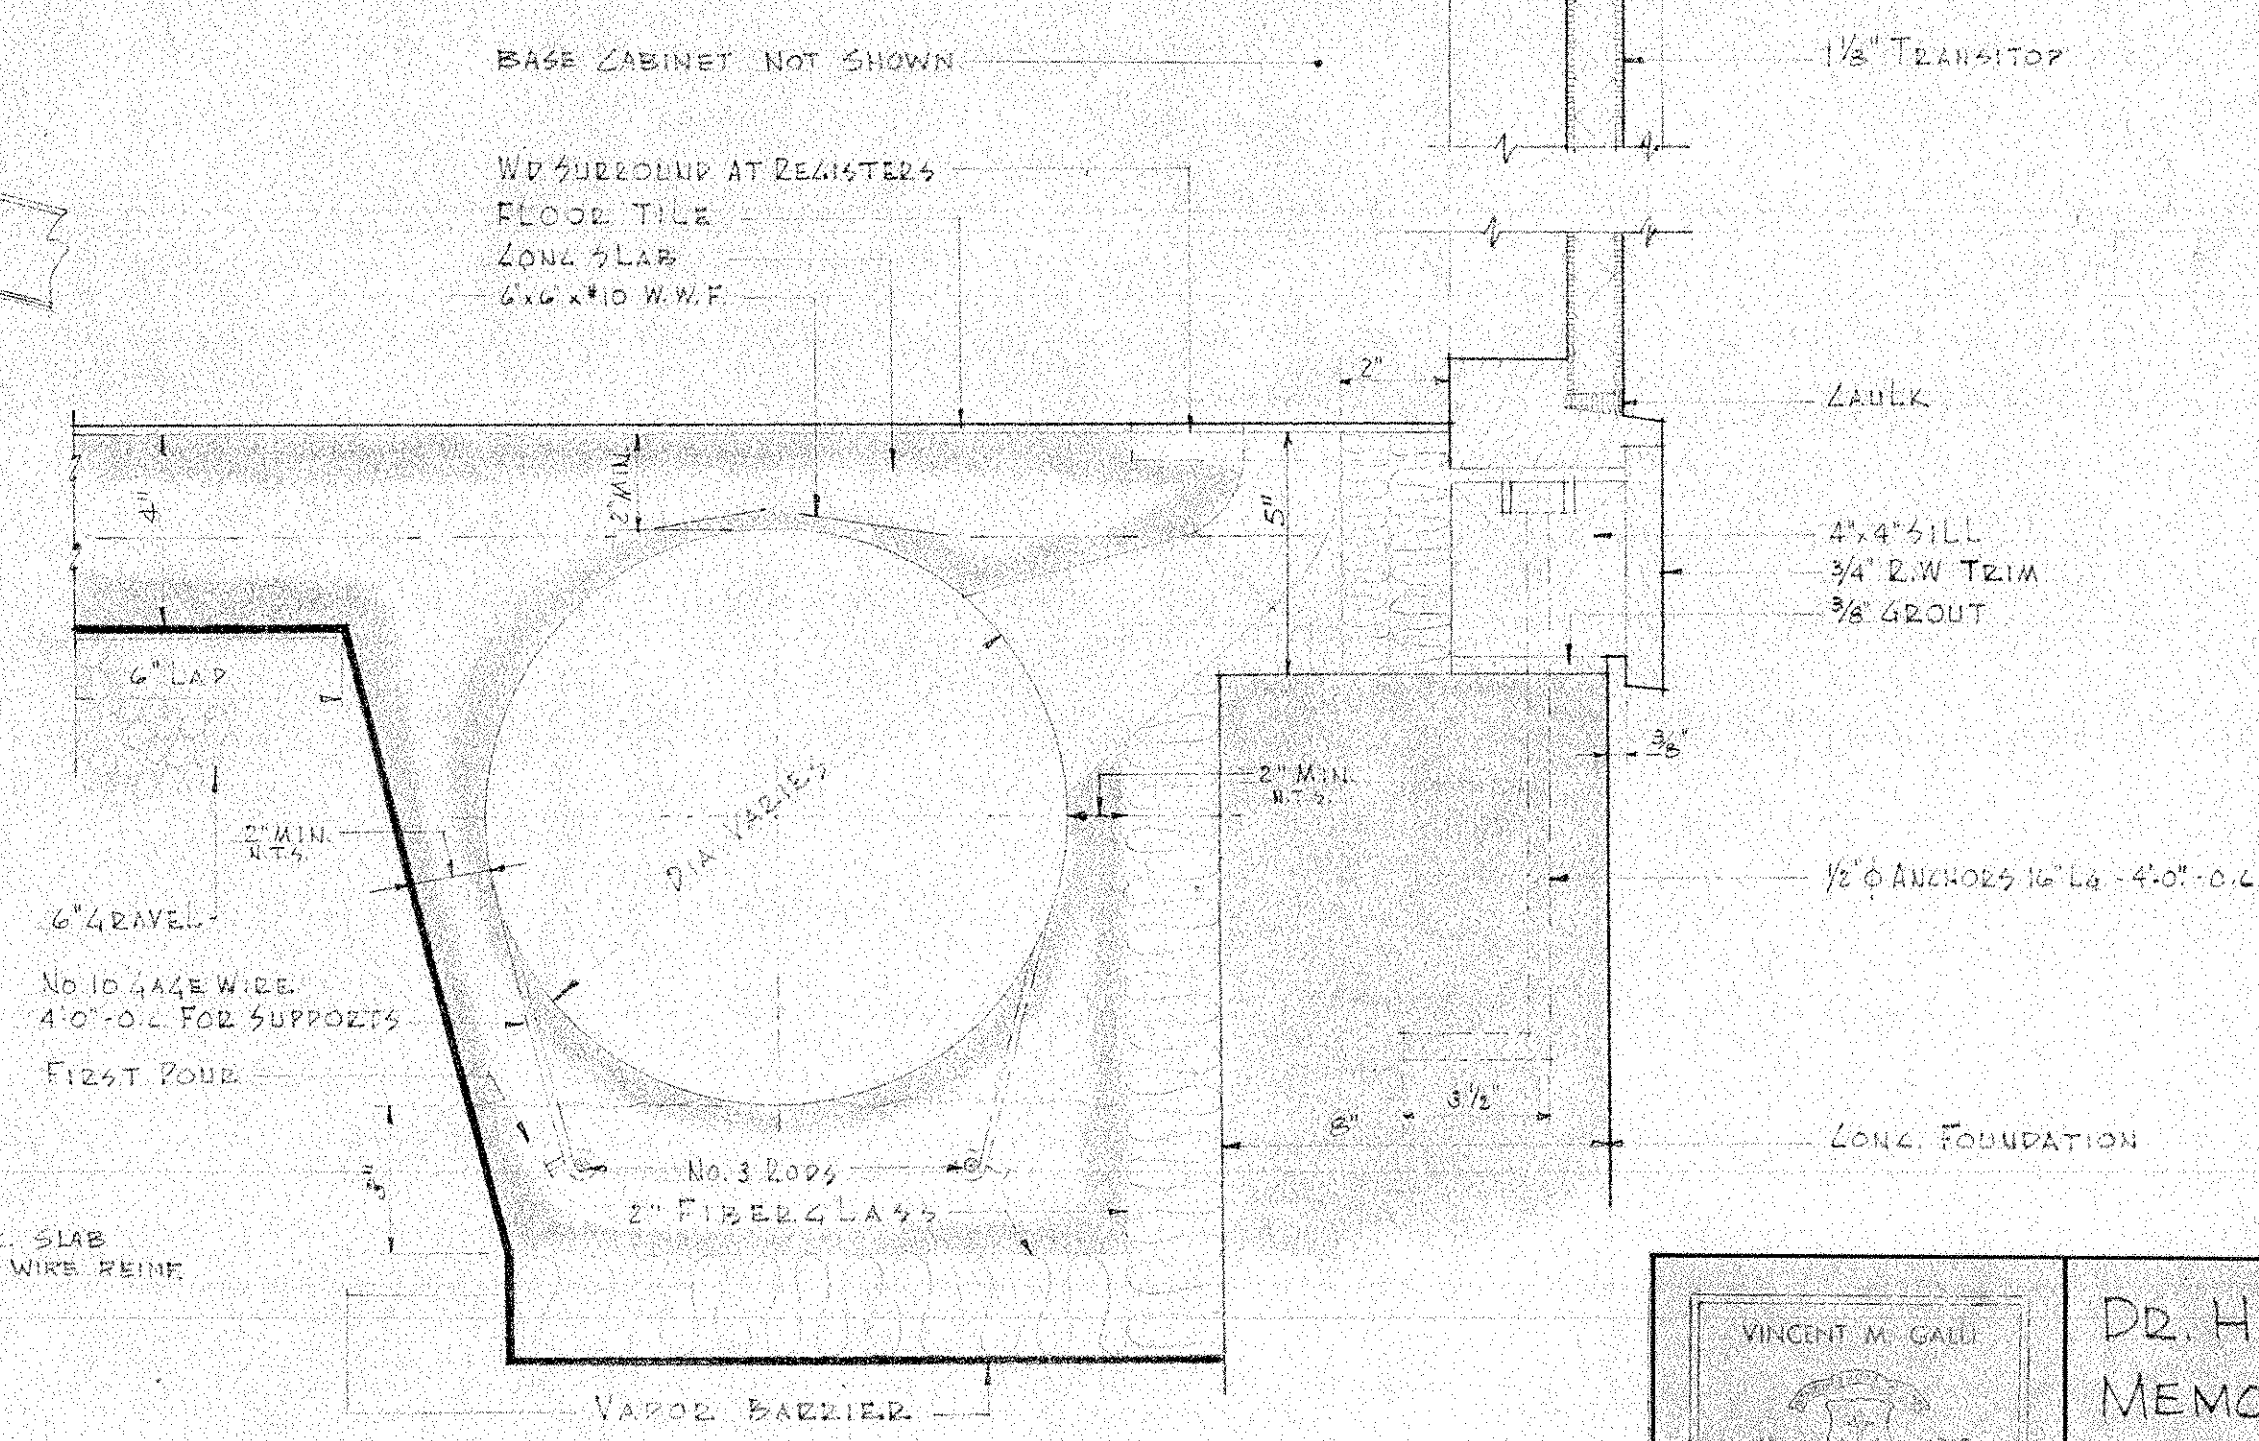 BASE CABINET NOT SHOWN
1 1/8" TRANSITOP
WD SURROUND AT REGISTERS
FLOOR TILE
CONC SLAB
6"x6"x#10 W.W.F.
2"
CAULK
4"
2" MIN.
5"
4"x4" SILL
3/4" R.W TRIM
3/8" GROUT
6" LAP
3/8"
2" MIN.
N.T.S.
DIA VARIES
2" MIN.
N.T.S.
1/2" Φ ANCHORS 16" LG - 4'-0" - O.C
6" GRAVEL
NO 10 GAGE WIRE
4'-0"-O.C FOR SUPPORTS
FIRST POUR
3 1/2"
8"
CONC. FOUNDATION
NO. 3 RODS
2" FIBERGLASS
SLAB
WIRE REINF.
VAPOR BARRIER
VINCENT M. GALLI
DR. H
MEMO